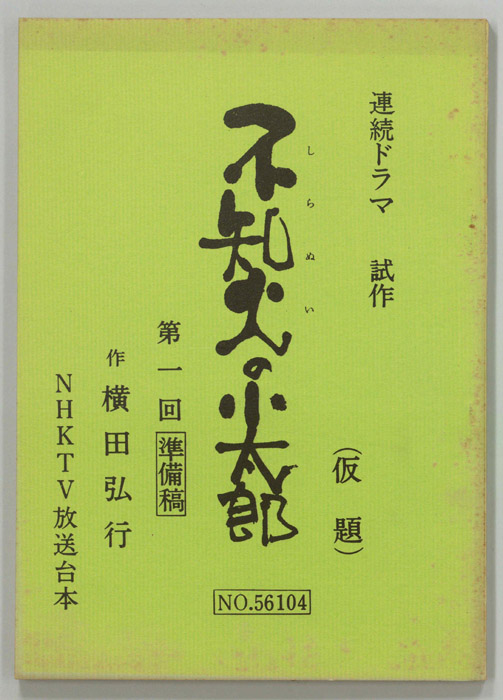 連続ドラマ 試作
（仮題）
しらぬい
不知火の小太郎
第一回 準備稿
作 横田弘行
NHKTV放送台本
NO.56104